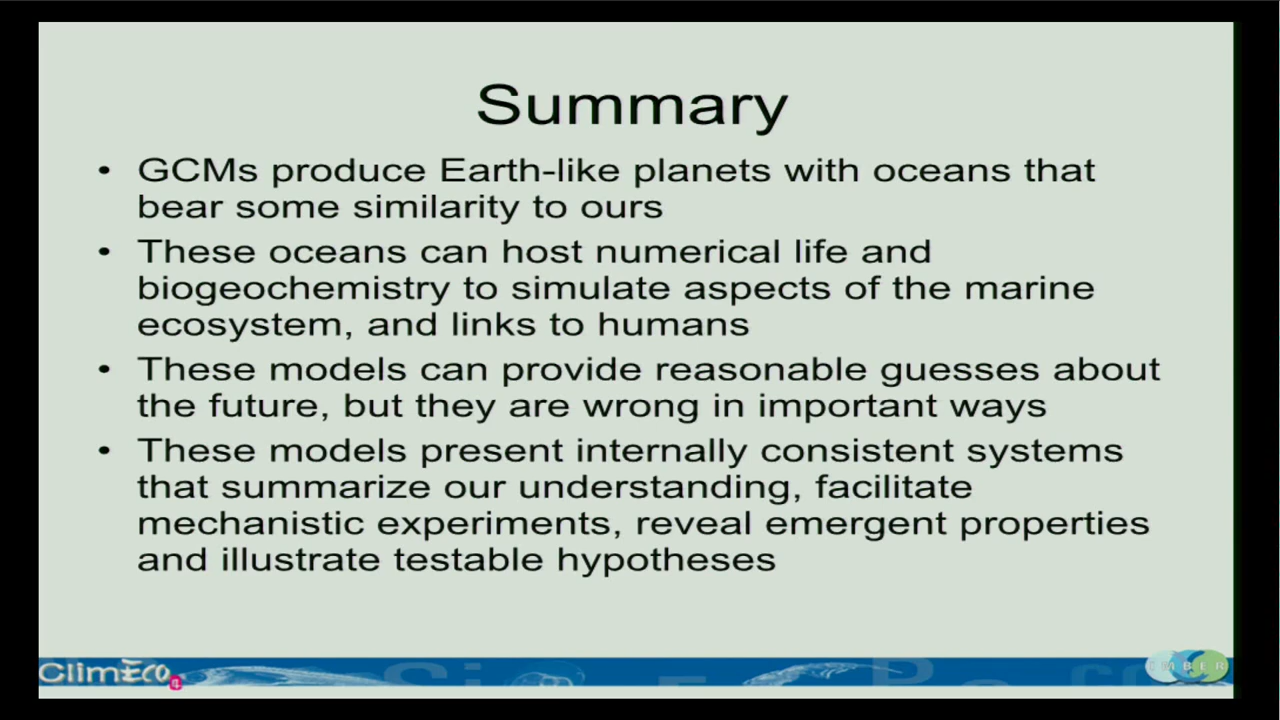 Summary
• GCMs produce Earth-like planets with oceans that
bear some similarity to ours
• These oceans can host numerical life and
biogeochemistry to simulate aspects of the marine
ecosystem, and links to humans
• These models can provide reasonable guesses about
the future, but they are wrong in important ways
• These models present internally consistent systems
that summarize our understanding, facilitate
mechanistic experiments, reveal emergent properties
and illustrate testable hypotheses
ClimEco